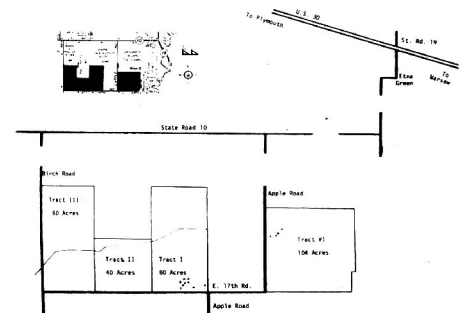 U.S 30
To Plymouth
St. Rd. 19
Etna
Green
To
Warsaw
State Road 10
Birch Road
Apple Road
Tract III
80 Acres
Tract II
40 Acres
Tract I
80 Acres
Tract VI
104 Acres
E. 17th Rd.
Apple Road